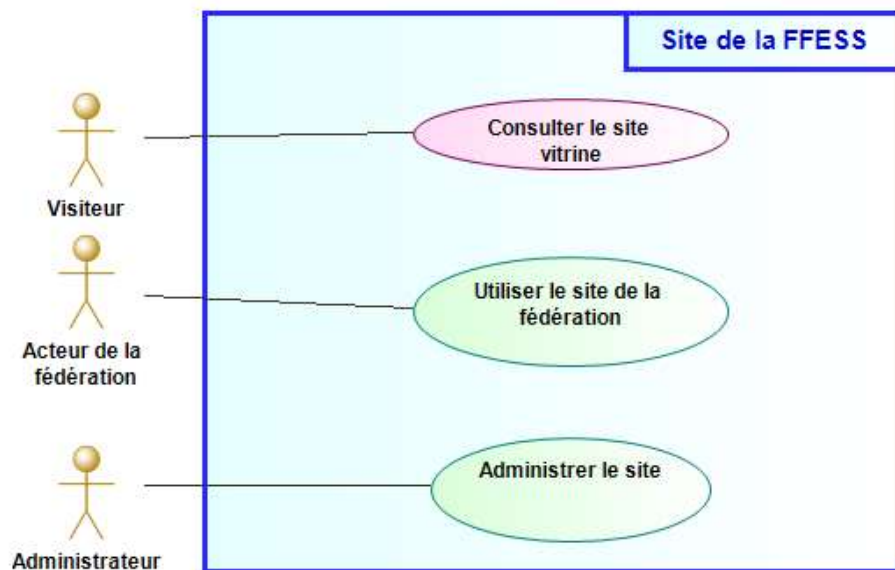 Site de la FFESS
Consulter le site
vitrine
Visiteur
Utiliser le site de la
fédération
Acteur de la
fédération
Administrer le site
Administrateur